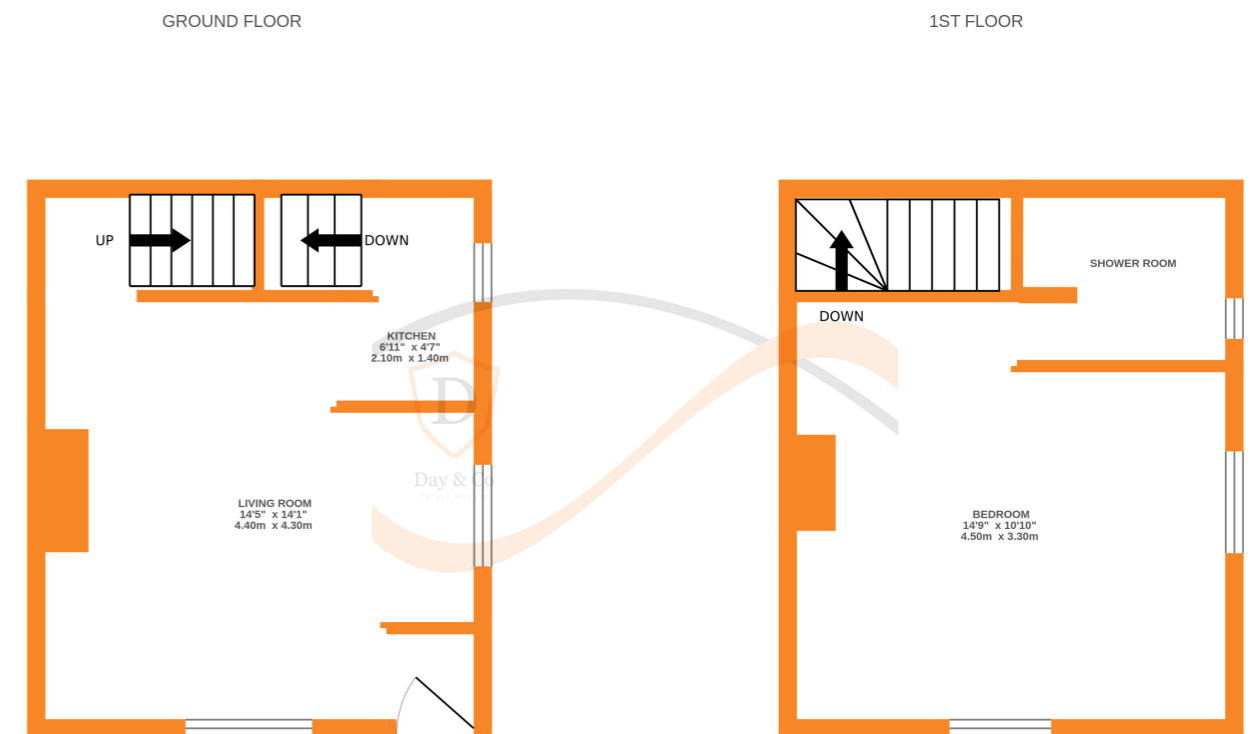 GROUND FLOOR
1ST FLOOR
UP
DOWN
KITCHEN
6'11" x 4'7"
2.10m x 1.40m
D
Day & Co
LIVING ROOM
14'5" x 14'1"
4.40m x 4.30m
SHOWER ROOM
DOWN
BEDROOM
14'9" x 10'10"
4.50m x 3.30m